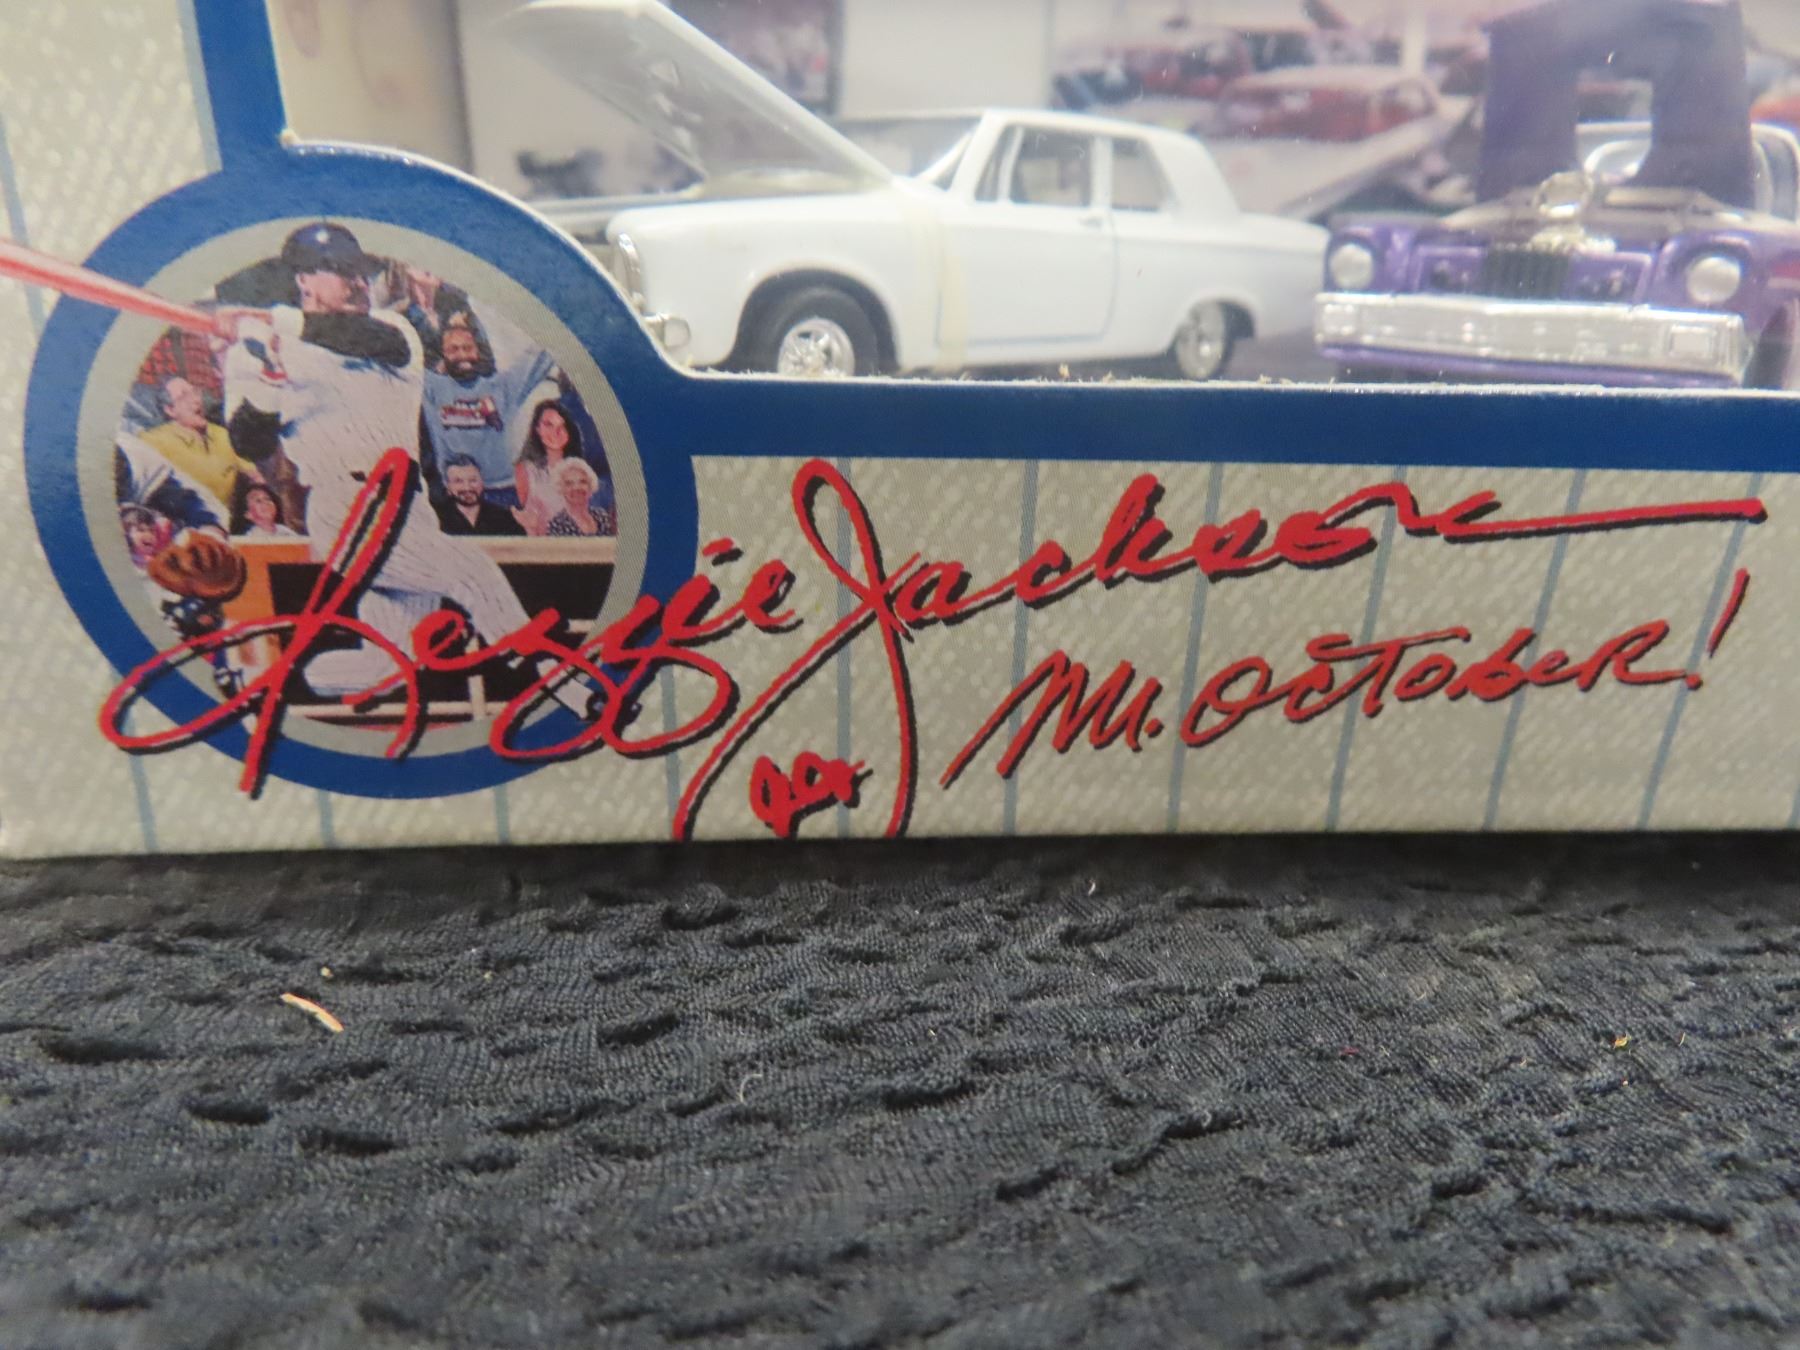 Reggie Jackson
Mr. October!